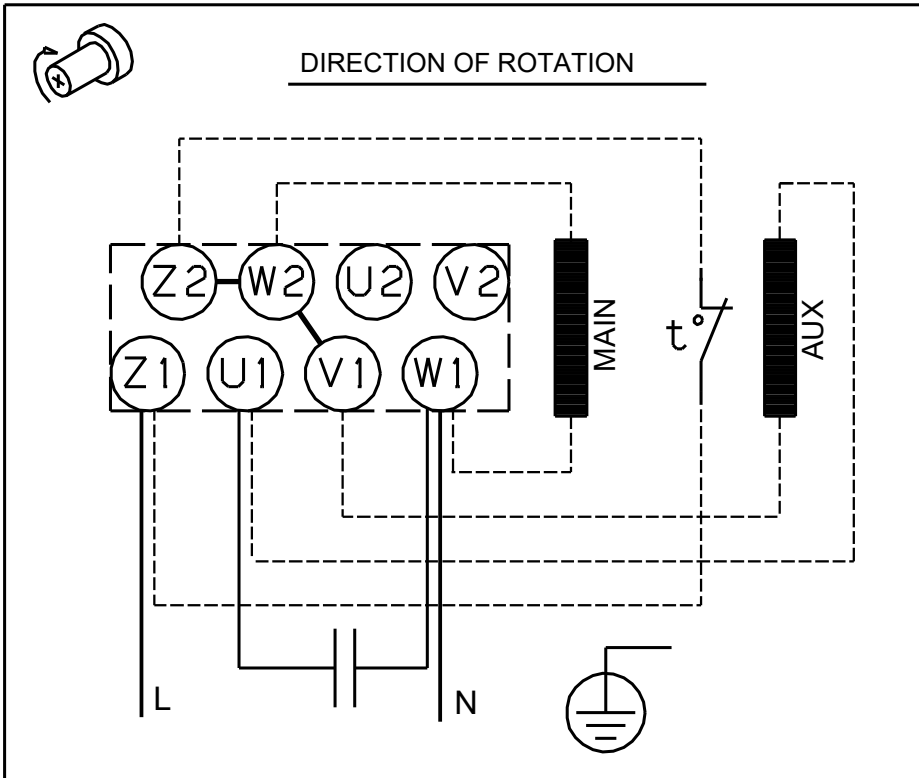 DIRECTION OF ROTATION
Z2 W2 U2 V2
Z1 U1 V1 W1
MAIN
t°
AUX
L
N